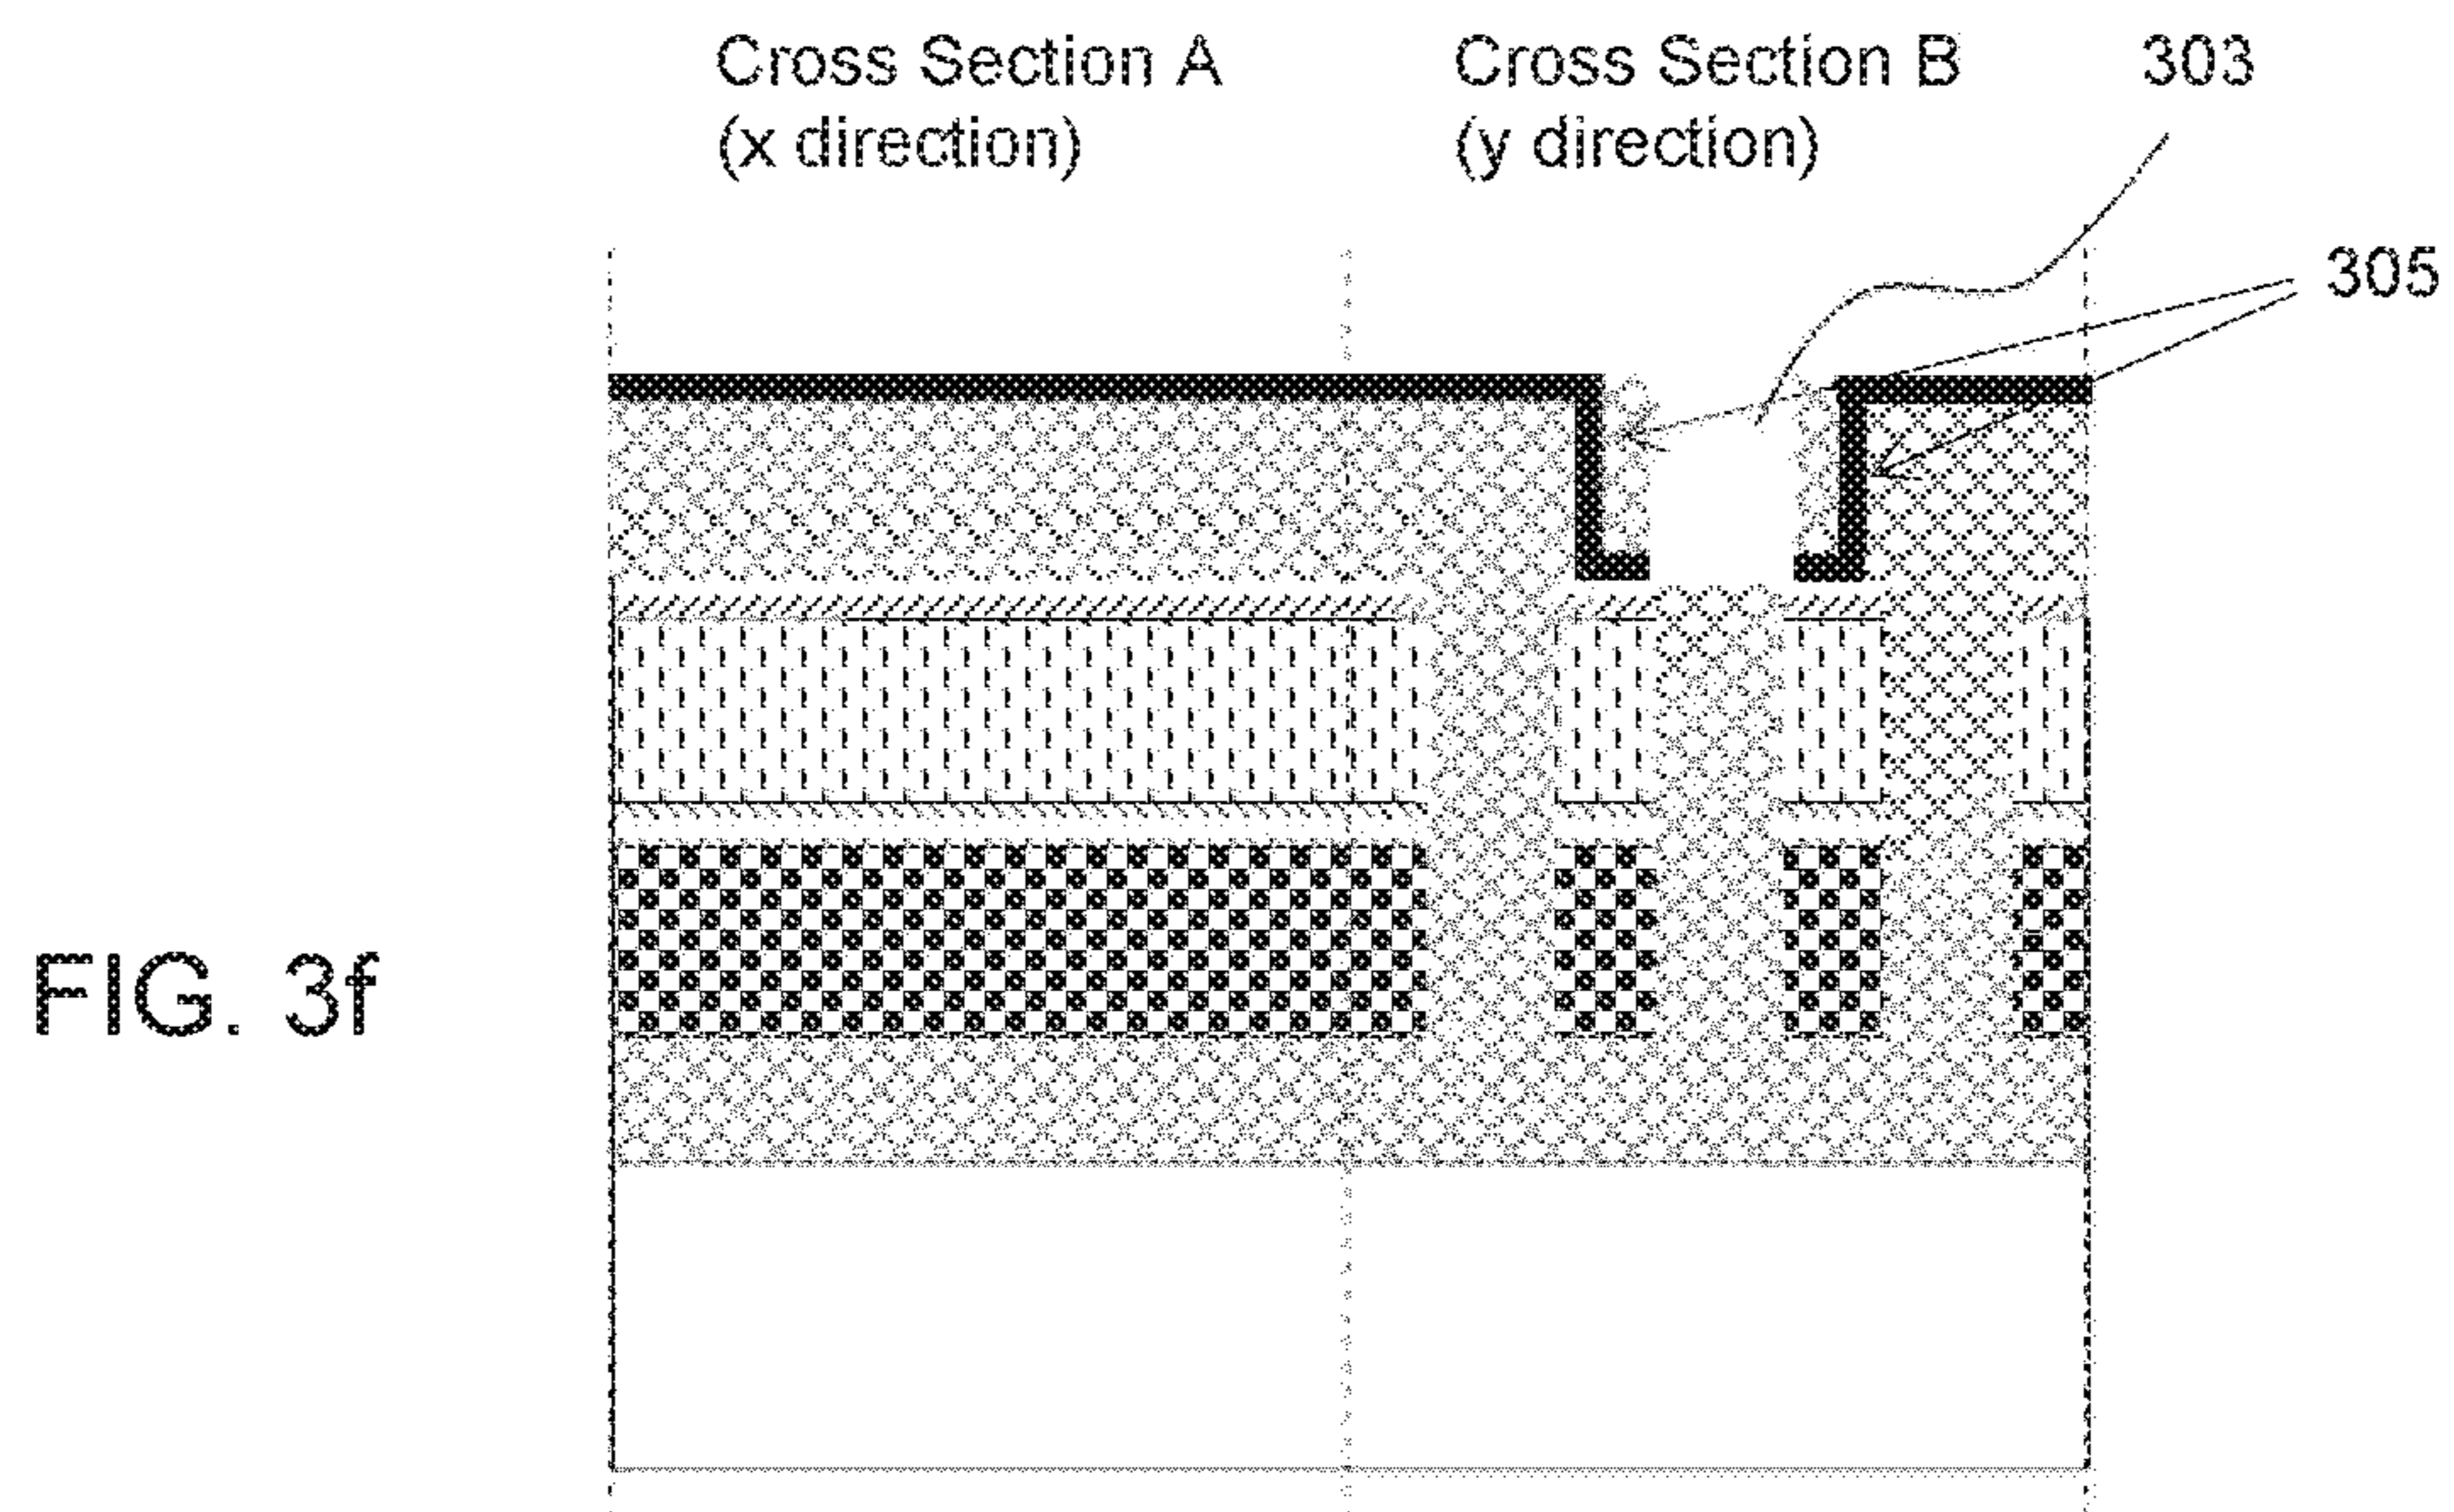 Cross Section A
(x direction)
Cross Section B
(y direction)
303
305
FIG. 3f